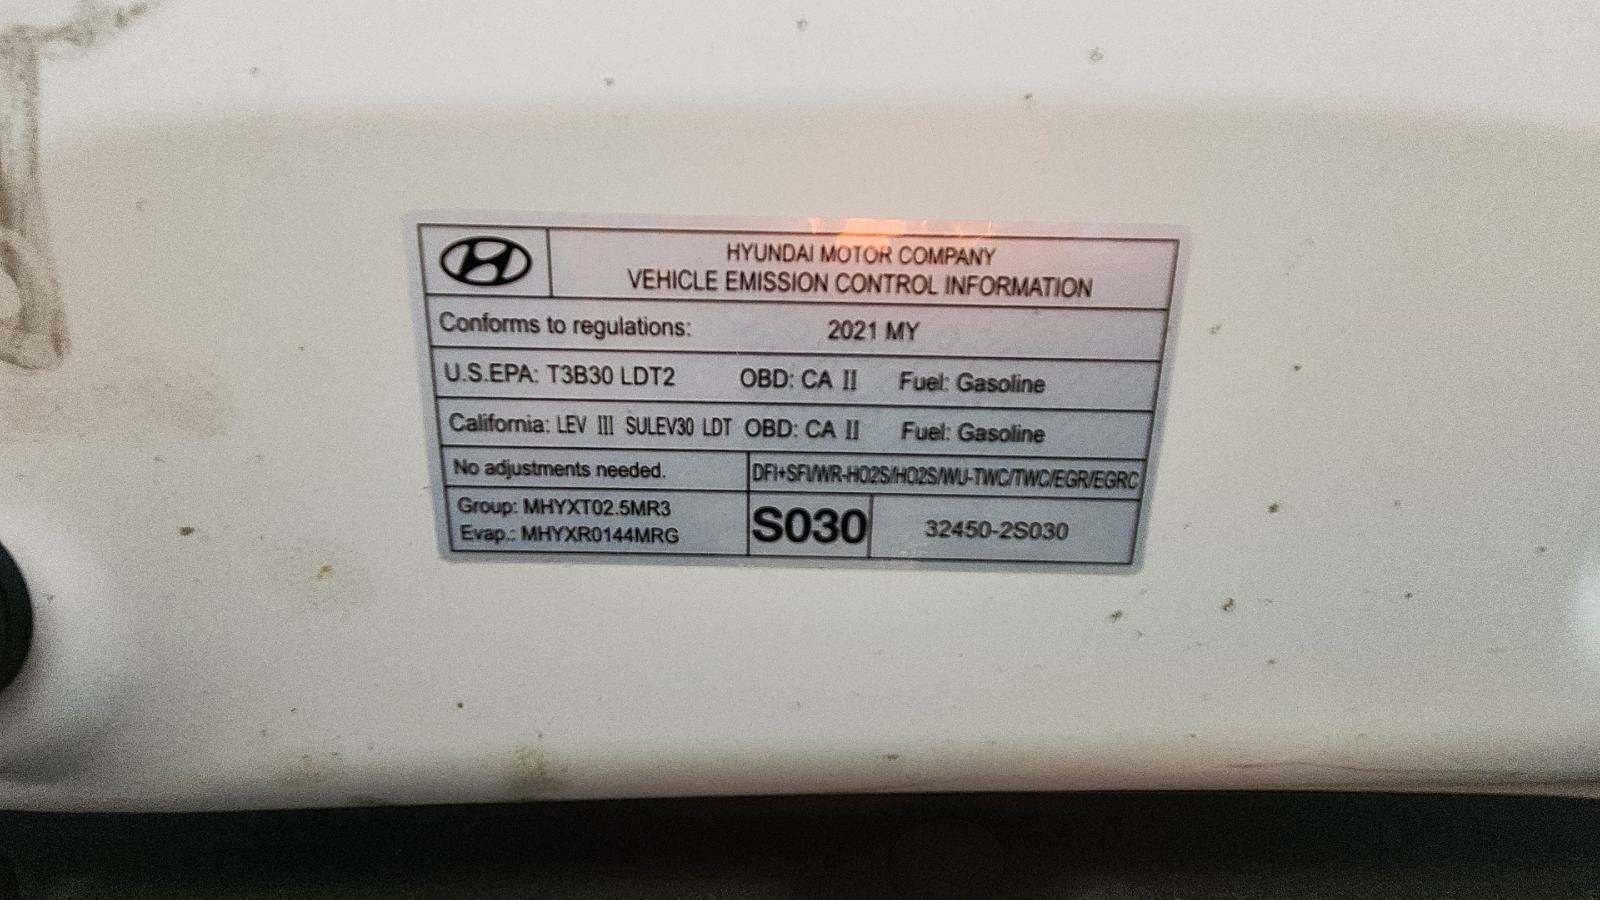 HYUNDAI MOTOR COMPANY
VEHICLE EMISSION CONTROL INFORMATION
Conforms to regulations: 2021 MY
U.S.EPA: T3B30 LDT2 OBD: CA II Fuel: Gasoline
California: LEV III SULEV30 LDT OBD: CA II Fuel: Gasoline
No adjustments needed. DFI+SFI/WR-HO2S/HO2S/WU-TWC/TWC/EGR/EGRC
Group: MHYXT02.5MR3
Evap.: MHYXR0144MRG
S030 32450-2S030